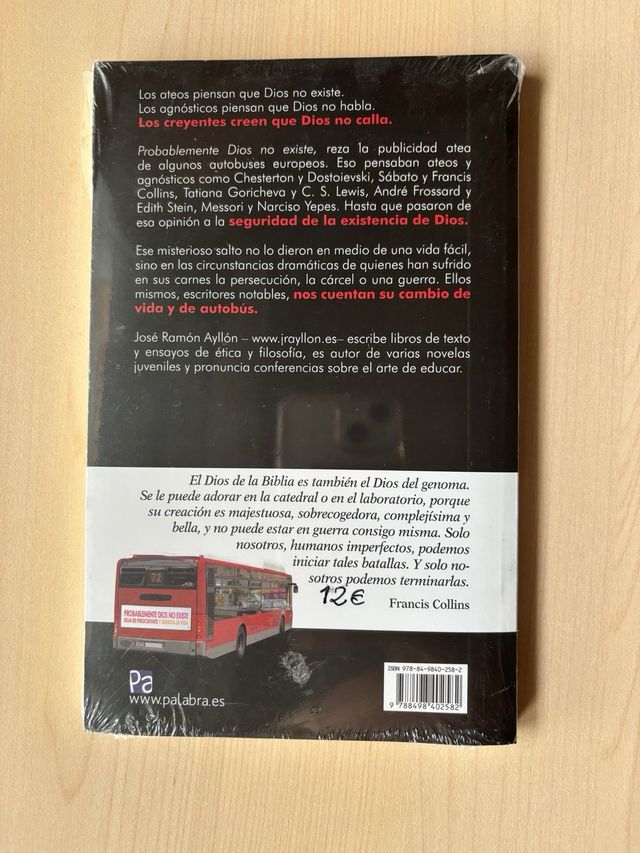 Los ateos piensan que Dios no existe.
Los agnósticos piensan que Dios no habla.
Los creyentes creen que Dios no calla.
Probablemente Dios no existe, reza la publicidad atea
de algunos autobuses europeos. Eso pensaban ateos y
agnósticos como Chesterton y Dostoievski, Sábato y Francis
Collins, Tatiana Goricheva y C. S. Lewis, André Frossard y
Edith Stein, Messori y Narciso Yepes. Hasta que pasaron de
esa opinión a la seguridad de la existencia de Dios.
Ese misterioso salto no lo dieron en medio de una vida fácil,
sino en las circunstancias dramáticas de quienes han sufrido
en sus carnes la persecución, la cárcel o una guerra. Ellos
mismos, escritores notables, nos cuentan su cambio de
vida y de autobús.
José Ramón Ayllón – www.jrayllon.es– escribe libros de texto
y ensayos de ética y filosofía, es autor de varias novelas
juveniles y pronuncia conferencias sobre el arte de educar.
El Dios de la Biblia es también el Dios del genoma.
Se le puede adorar en la catedral o en el laboratorio, porque
su creación es majestuosa, sobrecogedora, complejísima y
bella, y no puede estar en guerra consigo misma. Solo
nosotros, humanos imperfectos, podemos
iniciar tales batallas. Y solo no-
sotros podemos terminarlas.
12€
Francis Collins
72
PROBABLEMENTE DIOS NO EXISTE
DEJA DE PREOCUPARTE Y DISFRUTA LA VIDA
Pa
www.palabra.es
ISBN 978-84-9840-258-2
9 788498 402582